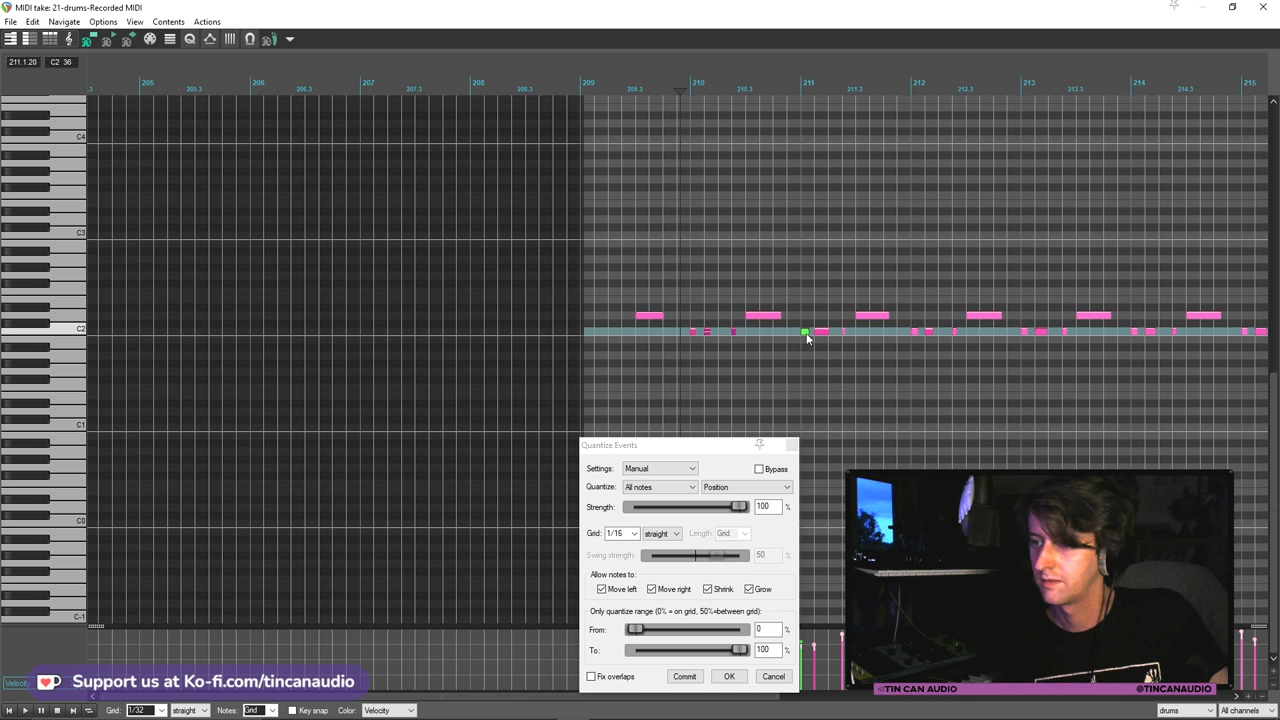 MIDI take: 21-drums-Recorded MIDI
File Edit Navigate Options View Contents Actions
211.1.20 C2 36
.3 205 206 207 208 209 210 211 212 213 214 215
205.3 206.3 207.3 208.3 209.3 210.3 211.3 212.3 213.3 214.3
C4
C3
C2
C1
C0
C-1
Quantize Events
Settings: Manual Bypass
Quantize: All notes Position
Strength: 100 %
Grid: 1/16 straight Length: Grid
Swing strength: 50 %
Allow notes to:
Move left Move right Shrink Grow
Only quantize range (0% = on grid, 50%=between grid):
From: 0 %
To: 100 %
Fix overlaps Commit OK Cancel
Velocity
Support us at Ko-fi.com/tincanaudio
TIN CAN AUDIO @TINCANAUDIO
Grid: 1/32 straight Notes: Grid Key snap Color: Velocity drums All channels